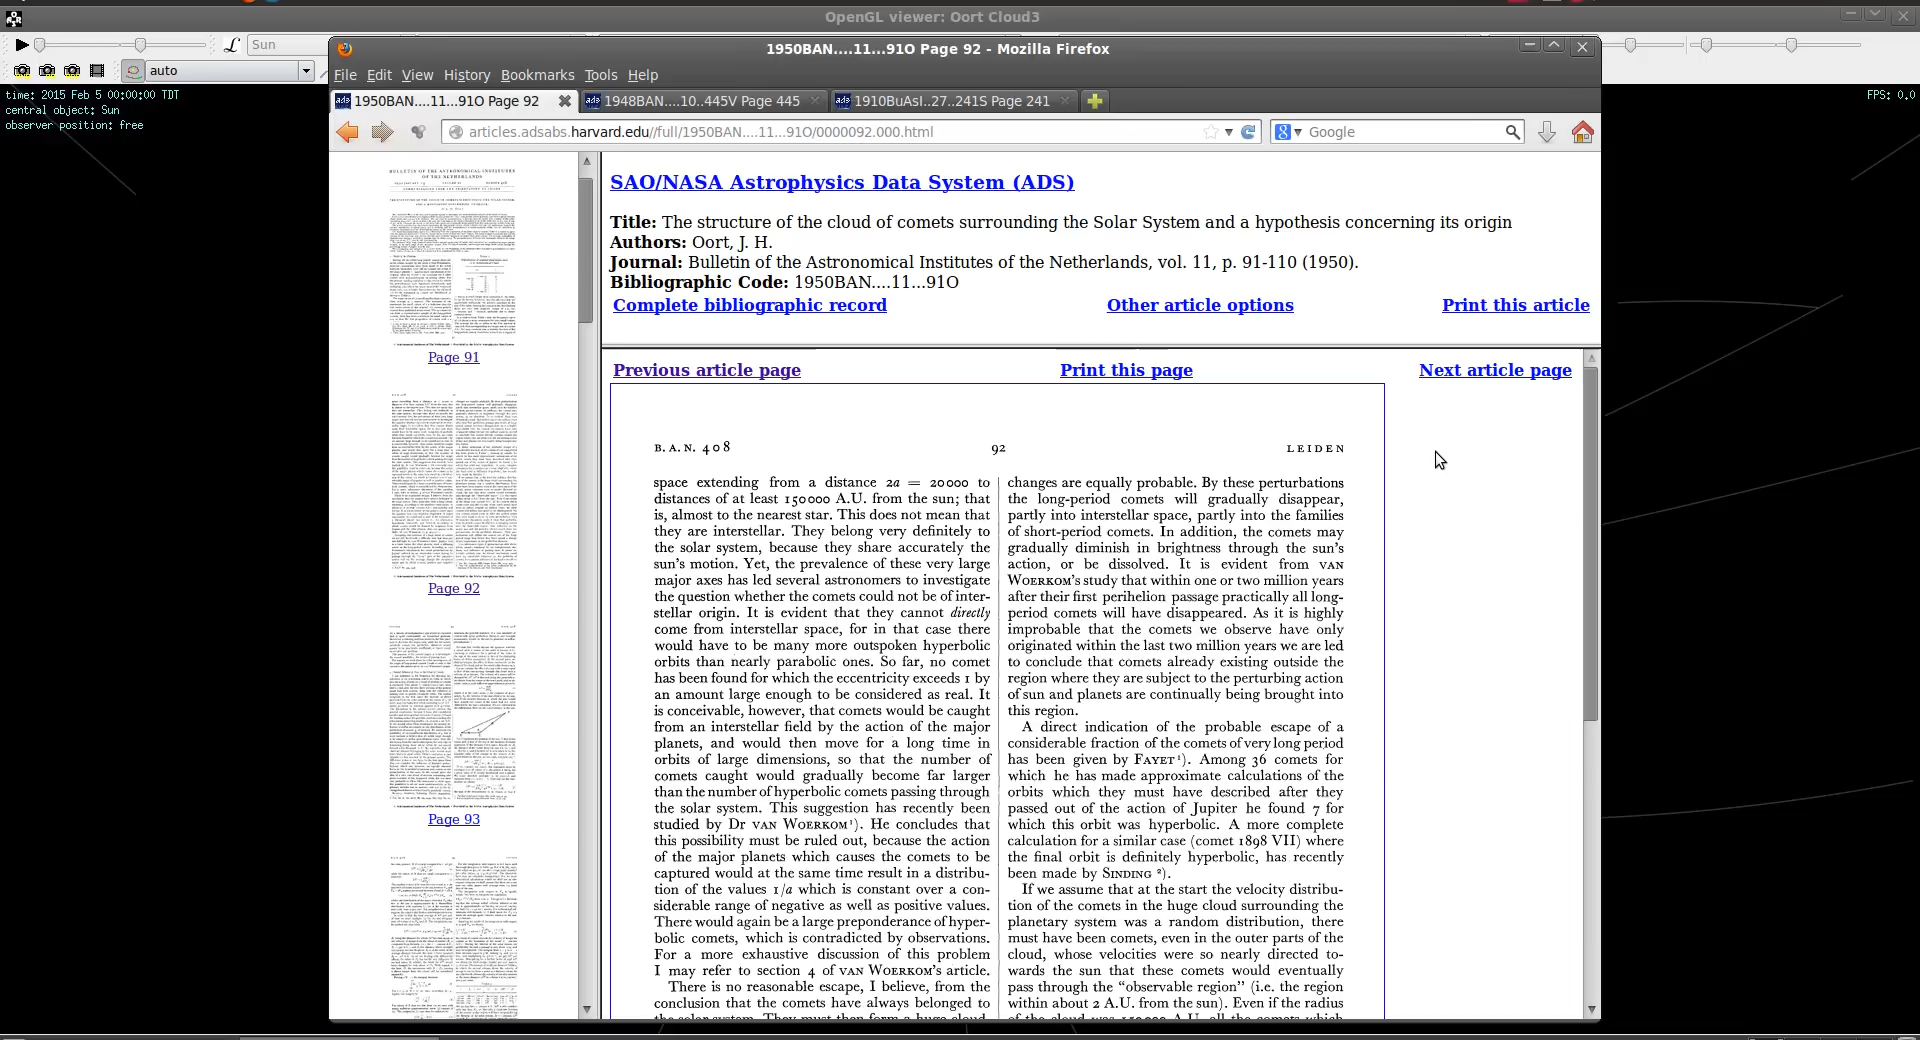 OpenGL viewer: Oort Cloud3
Sun
auto
time: 2015 Feb 5 00:00:00 TDT
central object: Sun
observer position: free
FPS: 0.0
1950BAN....11...91O Page 92 - Mozilla Firefox
File Edit View History Bookmarks Tools Help
ads 1950BAN....11...91O Page 92
ads 1948BAN....10..445V Page 445
ads 1910BuAsI..27..241S Page 241
articles.adsabs.harvard.edu//full/1950BAN....11...91O/0000092.000.html
Google
BULLETIN OF THE ASTRONOMICAL INSTITUTES
OF THE NETHERLANDS
Page 91
Page 92
Page 93
SAO/NASA Astrophysics Data System (ADS)
Title: The structure of the cloud of comets surrounding the Solar System and a hypothesis concerning its origin
Authors: Oort, J. H.
Journal: Bulletin of the Astronomical Institutes of the Netherlands, vol. 11, p. 91-110 (1950).
Bibliographic Code: 1950BAN....11...91O
Complete bibliographic record Other article options Print this article
Previous article page Print this page Next article page
B.A.N. 408 92 LEIDEN
space extending from a distance 2a = 20000 to
distances of at least 150000 A.U. from the sun; that
is, almost to the nearest star. This does not mean that
they are interstellar. They belong very definitely to
the solar system, because they share accurately the
sun's motion. Yet, the prevalence of these very large
major axes has led several astronomers to investigate
the question whether the comets could not be of inter-
stellar origin. It is evident that they cannot directly
come from interstellar space, for in that case there
would have to be many more outspoken hyperbolic
orbits than nearly parabolic ones. So far, no comet
has been found for which the eccentricity exceeds 1 by
an amount large enough to be considered as real. It
is conceivable, however, that comets would be caught
from an interstellar field by the action of the major
planets, and would then move for a long time in
orbits of large dimensions, so that the number of
comets caught would gradually become far larger
than the number of hyperbolic comets passing through
the solar system. This suggestion has recently been
studied by Dr VAN WOERKOM¹). He concludes that
this possibility must be ruled out, because the action
of the major planets which causes the comets to be
captured would at the same time result in a distribu-
tion of the values 1/a which is constant over a con-
siderable range of negative as well as positive values.
There would again be a large preponderance of hyper-
bolic comets, which is contradicted by observations.
For a more exhaustive discussion of this problem
I may refer to section 4 of VAN WOERKOM's article.
There is no reasonable escape, I believe, from the
conclusion that the comets have always belonged to
the solar system. They must then form a huge cloud,
changes are equally probable. By these perturbations
the long-period comets will gradually disappear,
partly into interstellar space, partly into the families
of short-period comets. In addition, the comets may
gradually diminish in brightness through the sun's
action, or be dissolved. It is evident from VAN
WOERKOM's study that within one or two million years
after their first perihelion passage practically all long-
period comets will have disappeared. As it is highly
improbable that the comets we observe have only
originated within the last two million years we are led
to conclude that comets already existing outside the
region where they are subject to the perturbing action
of sun and planets are continually being brought into
this region.
A direct indication of the probable escape of a
considerable fraction of the comets of very long period
has been given by FAYET¹). Among 36 comets for
which he has made approximate calculations of the
orbits which they must have described after they
passed out of the action of Jupiter he found 7 for
which this orbit was hyperbolic. A more complete
calculation for a similar case (comet 1898 VII) where
the final orbit is definitely hyperbolic, has recently
been made by SINDING ²).
If we assume that at the start the velocity distribu-
tion of the comets in the huge cloud surrounding the
planetary system was a random distribution, there
must have been comets, even in the outer parts of the
cloud, whose velocities were so nearly directed to-
wards the sun that these comets would eventually
pass through the "observable region" (i.e. the region
within about 2 A.U. from the sun). Even if the radius
of the cloud was 150000 A.U. all the comets which